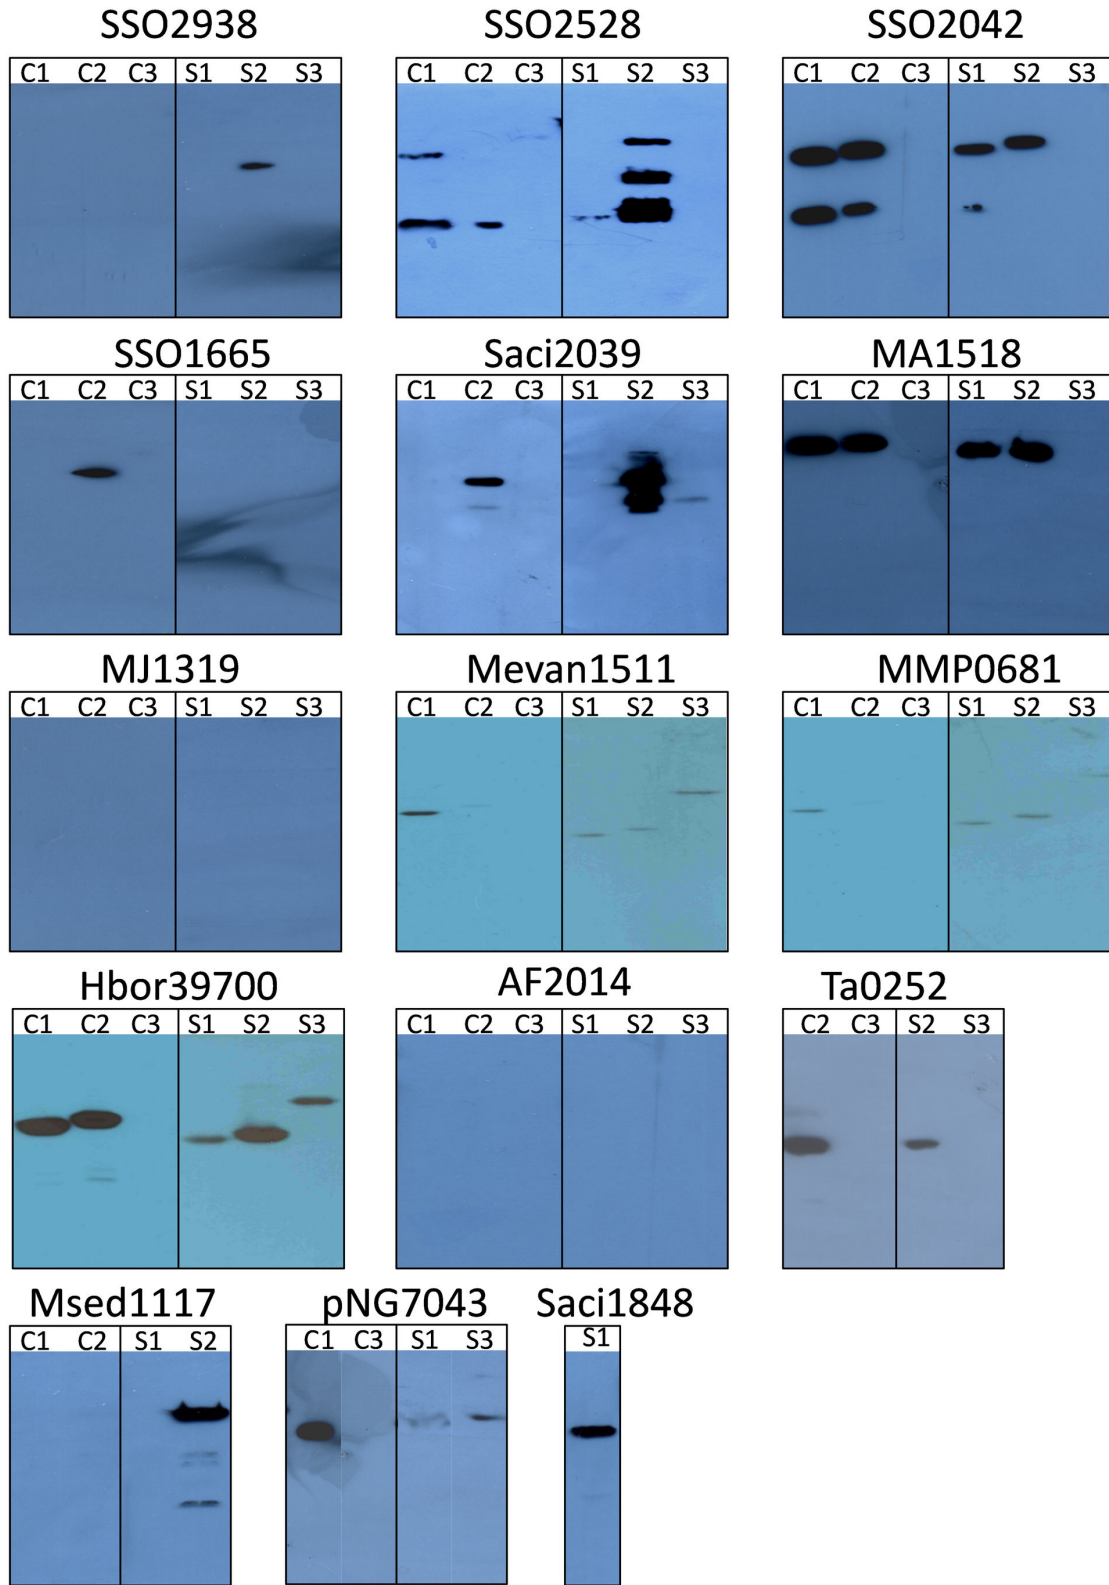 SSO2938 SSO2528 SSO2042
C1 C2 C3 S1 S2 S3 C1 C2 C3 S1 S2 S3 C1 C2 C3 S1 S2 S3
SSO1665 Saci2039 MA1518
C1 C2 C3 S1 S2 S3 C1 C2 C3 S1 S2 S3 C1 C2 C3 S1 S2 S3
MJ1319 Mevan1511 MMP0681
C1 C2 C3 S1 S2 S3 C1 C2 C3 S1 S2 S3 C1 C2 C3 S1 S2 S3
Hbor39700 AF2014 Ta0252
C1 C2 C3 S1 S2 S3 C1 C2 C3 S1 S2 S3 C2 C3 S2 S3
Msed1117 pNG7043 Saci1848
C1 C2 S1 S2 C1 C3 S1 S3 S1